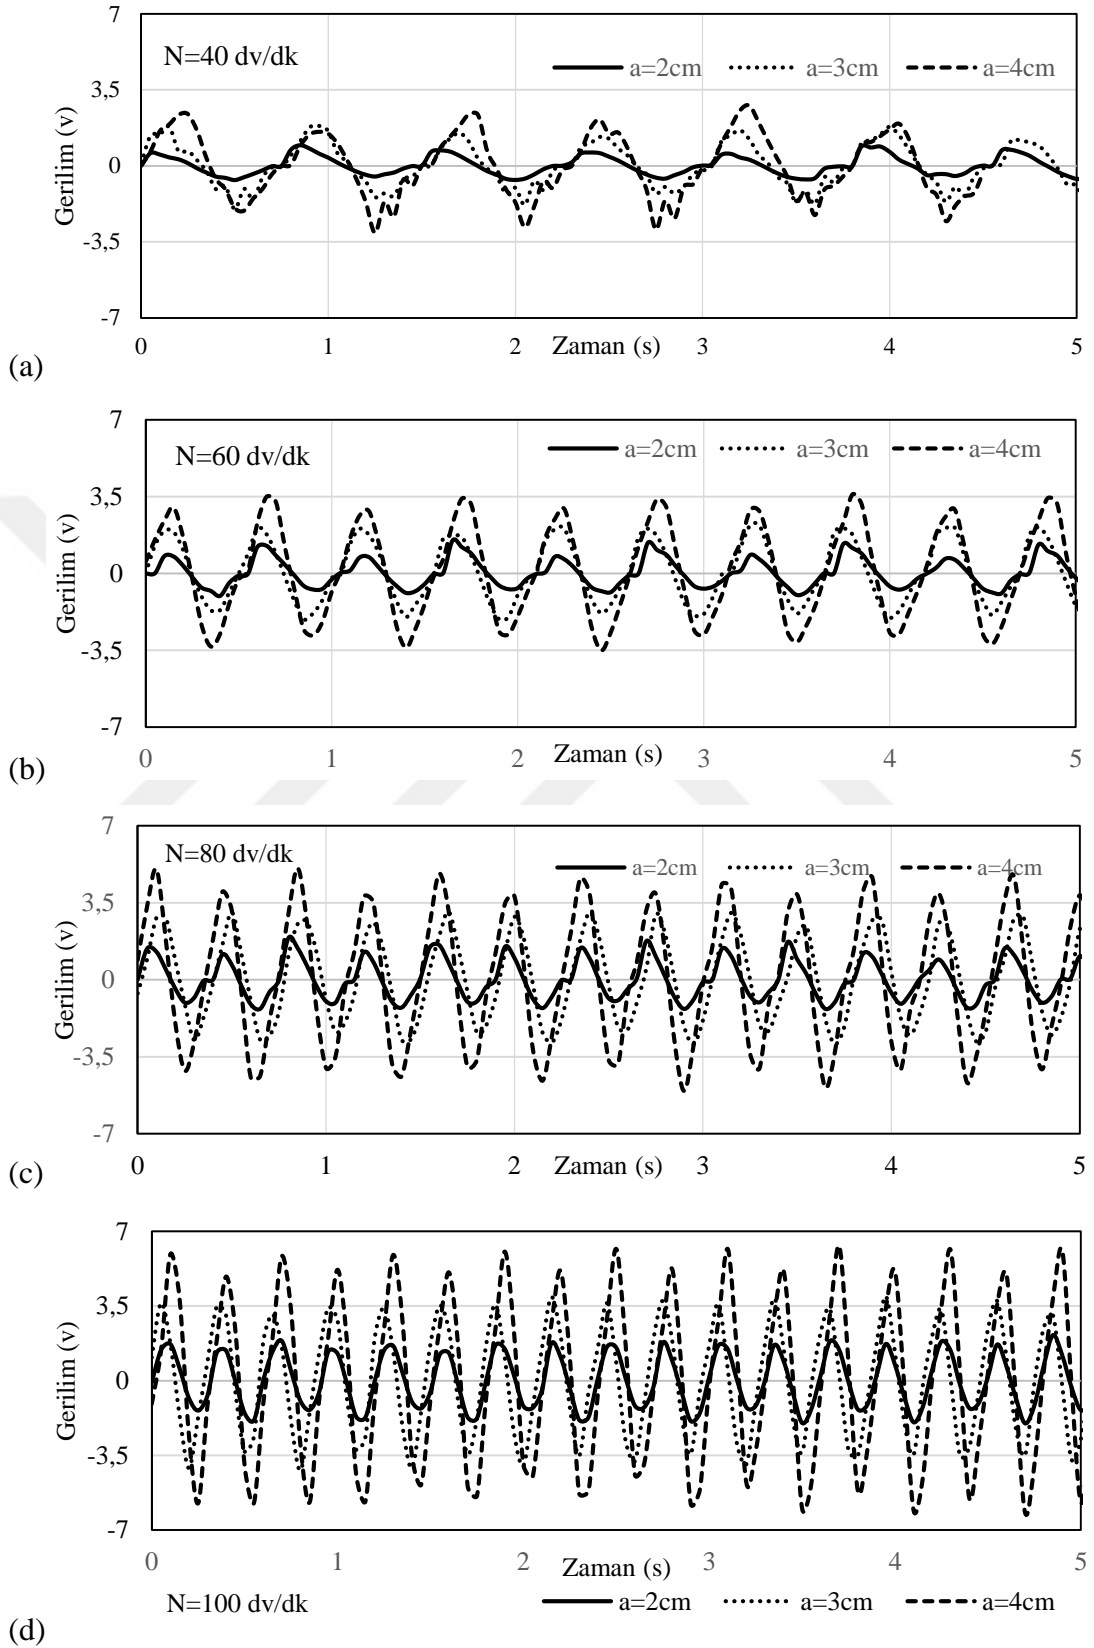 7
N=40 dv/dk
a=2cm a=3cm a=4cm
3,5
Gerilim (v)
0
-3,5
-7
0 1 2 Zaman (s) 3 4 5
(a)
7
N=60 dv/dk
a=2cm a=3cm a=4cm
3,5
Gerilim (v)
0
-3,5
-7
0 1 2 Zaman (s) 3 4 5
(b)
7
N=80 dv/dk
a=2cm a=3cm a=4cm
3,5
Gerilim (v)
0
-3,5
-7
0 1 2 Zaman (s) 3 4 5
(c)
7
3,5
Gerilim (v)
0
-3,5
-7
0 1 2 Zaman (s) 3 4 5
N=100 dv/dk
a=2cm a=3cm a=4cm
(d)